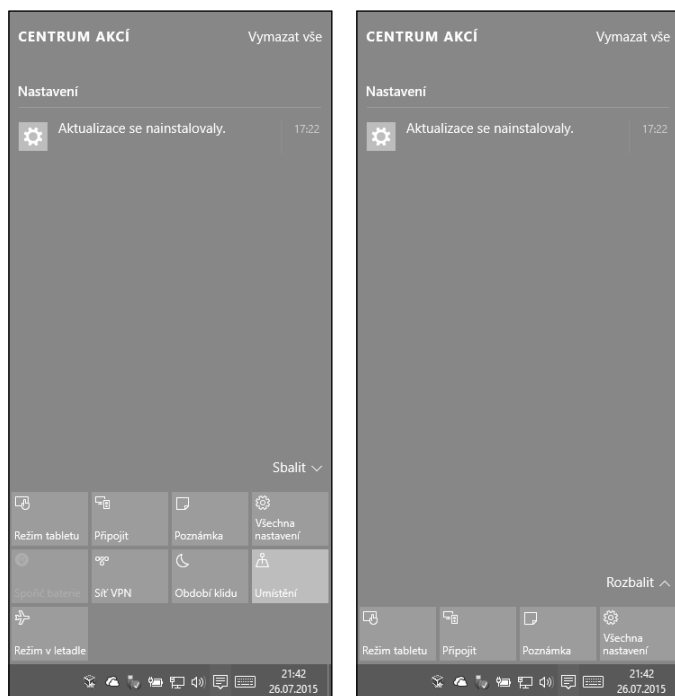 CENTRUM AKCÍ Vymazat vše
Nastavení
Aktualizace se nainstalovaly. 17:22
Sbalit
Režim tabletu Připojit Poznámka Všechna nastavení
Spořič baterie Síť VPN Období klidu Umístění
Režim v letadle
21:42
26.07.2015
CENTRUM AKCÍ Vymazat vše
Nastavení
Aktualizace se nainstalovaly. 17:22
Rozbalit
Režim tabletu Připojit Poznámka Všechna nastavení
21:42
26.07.2015